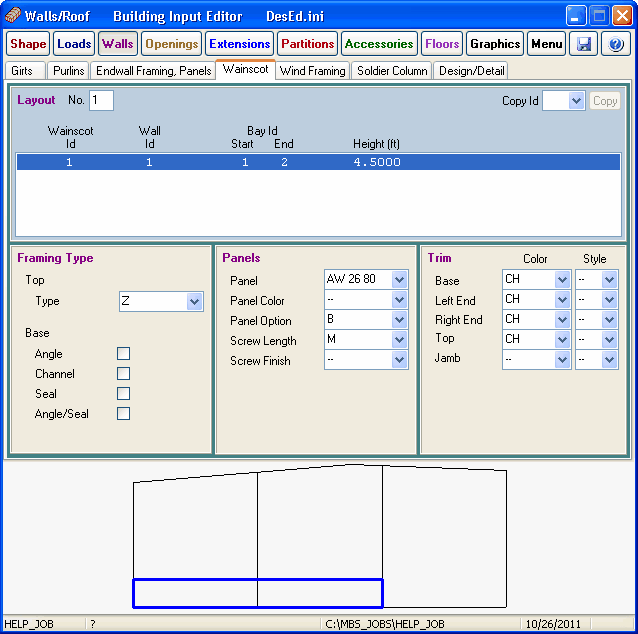 Walls/Roof Building Input Editor DesEd.ini
Shape Loads Walls Openings Extensions Partitions Accessories Floors Graphics Menu
Girts Purlins Endwall Framing, Panels Wainscot Wind Framing Soldier Column Design/Detail
Layout No. 1 Copy Id Copy
Wainscot Wall Bay Id
Id Id Start End Height (ft)
1 1 1 2 4.5000
Framing Type
Top
Type Z
Base
Angle
Channel
Seal
Angle/Seal
Panels
Panel AW 26 80
Panel Color --
Panel Option B
Screw Length M
Screw Finish --
Trim Color Style
Base CH --
Left End CH --
Right End CH --
Top CH --
Jamb -- --
HELP_JOB ? C:\MBS_JOBS\HELP_JOB 10/26/2011